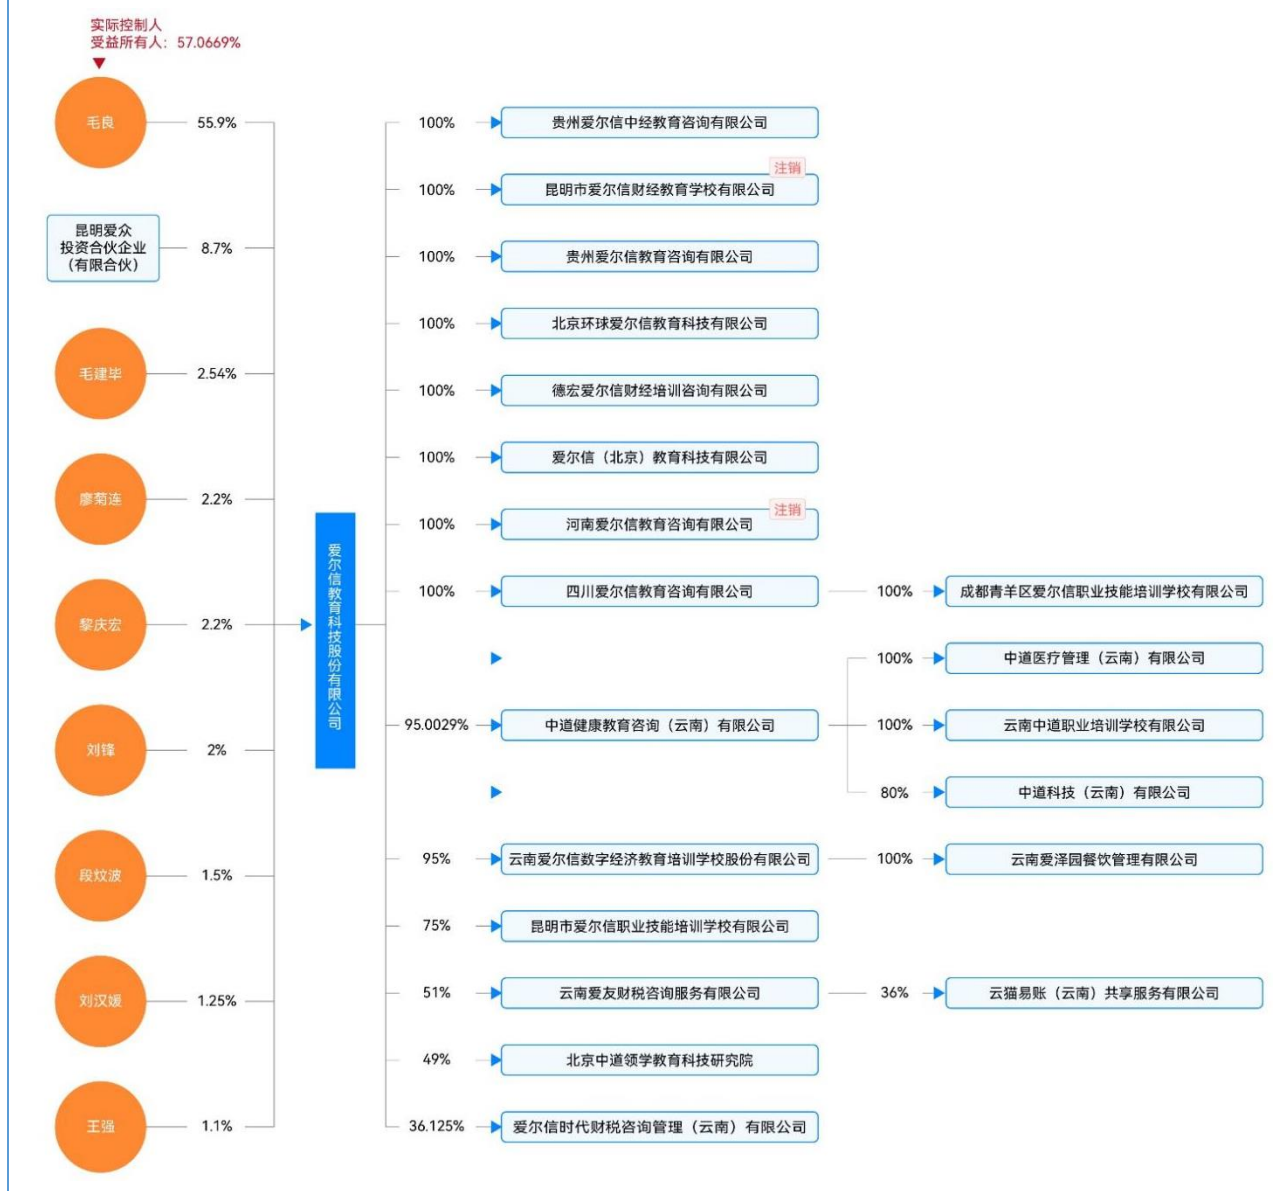 实际控制人
受益所有人：57.0669%
毛良
55.9%
昆明爱众
投资合伙企业
（有限合伙）
8.7%
毛建毕
2.54%
廖菊连
2.2%
黎庆宏
2.2%
刘锋
2%
段炆波
1.5%
刘汉媛
1.25%
王强
1.1%
爱尔信教育科技股份有限公司
100%
贵州爱尔信中经教育咨询有限公司
注销
100%
昆明市爱尔信财经教育学校有限公司
100%
贵州爱尔信教育咨询有限公司
100%
北京环球爱尔信教育科技有限公司
100%
德宏爱尔信财经培训咨询有限公司
100%
爱尔信（北京）教育科技有限公司
注销
100%
河南爱尔信教育咨询有限公司
100%
四川爱尔信教育咨询有限公司
100%
成都青羊区爱尔信职业技能培训学校有限公司
95.0029%
中道健康教育咨询（云南）有限公司
100%
中道医疗管理（云南）有限公司
100%
云南中道职业培训学校有限公司
80%
中道科技（云南）有限公司
95%
云南爱尔信数字经济教育培训学校股份有限公司
100%
云南爱泽园餐饮管理有限公司
75%
昆明市爱尔信职业技能培训学校有限公司
51%
云南爱友财税咨询服务有限公司
36%
云猫易账（云南）共享服务有限公司
49%
北京中道领学教育科技研究院
36.125%
爱尔信时代财税咨询管理（云南）有限公司